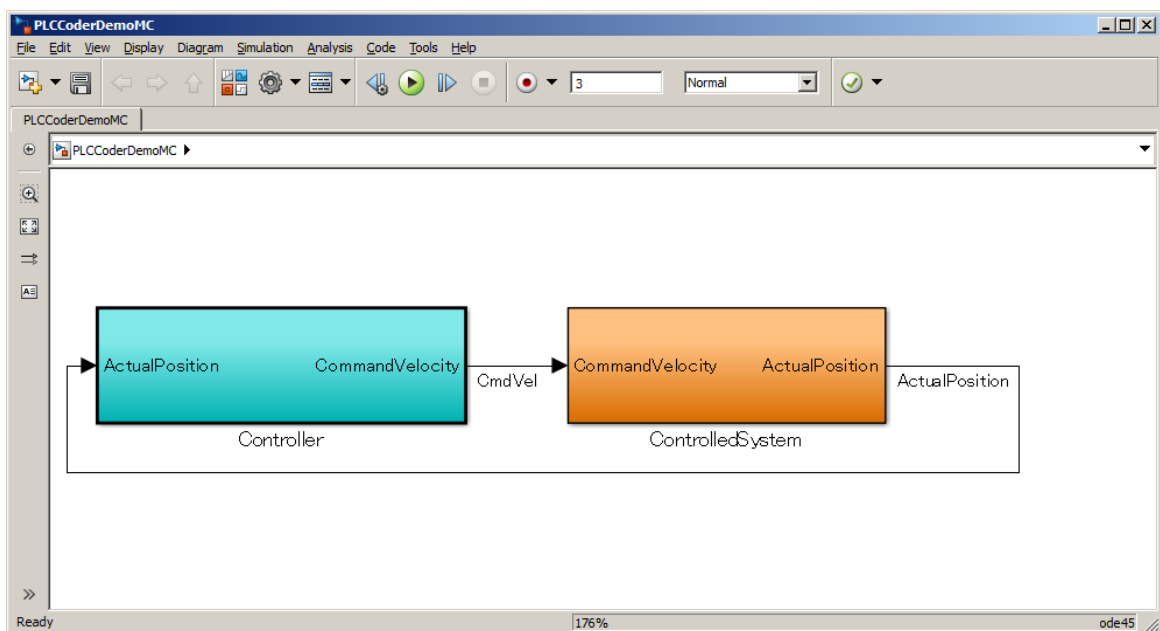 PLCCoderDemoMC
File Edit View Display Diagram Simulation Analysis Code Tools Help
3 Normal
PLCCoderDemoMC
PLCCoderDemoMC
ActualPosition CommandVelocity CmdVel CommandVelocity ActualPosition ActualPosition
Controller ControlledSystem
Ready 176% ode45